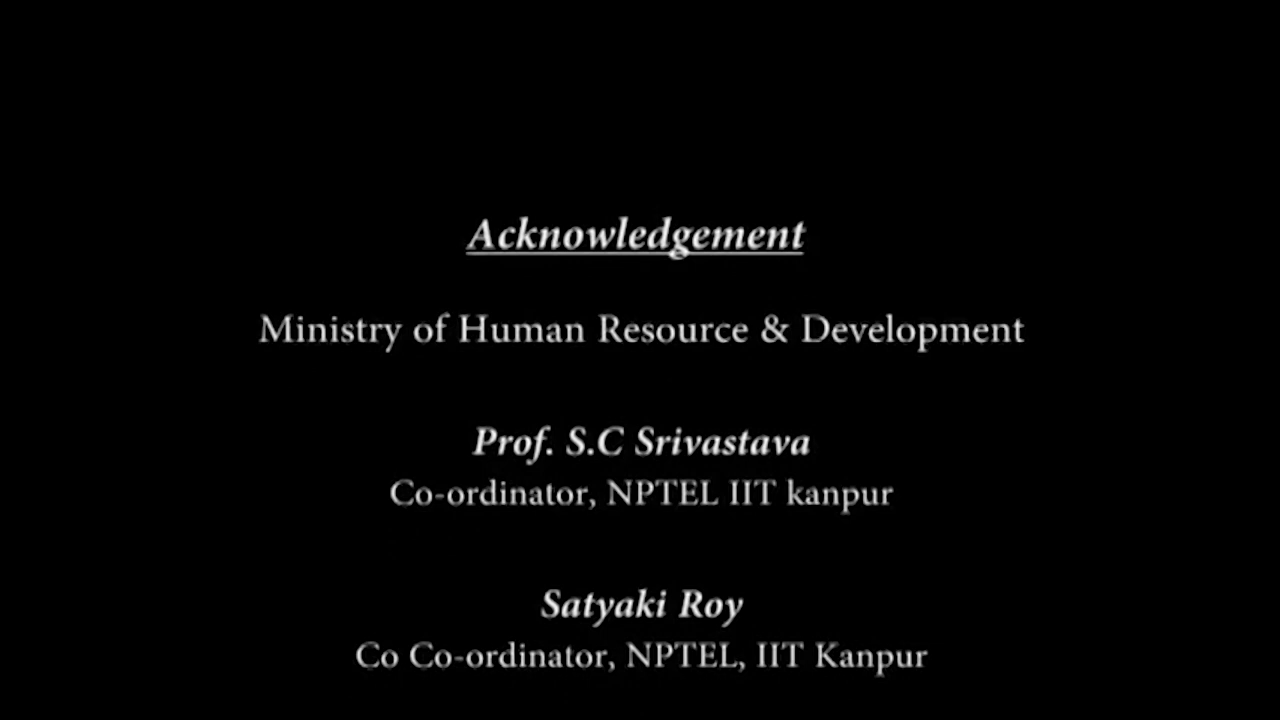 Acknowledgement
Ministry of Human Resource & Development
Prof. S.C Srivastava
Co-ordinator, NPTEL IIT kanpur
Satyaki Roy
Co Co-ordinator, NPTEL, IIT Kanpur